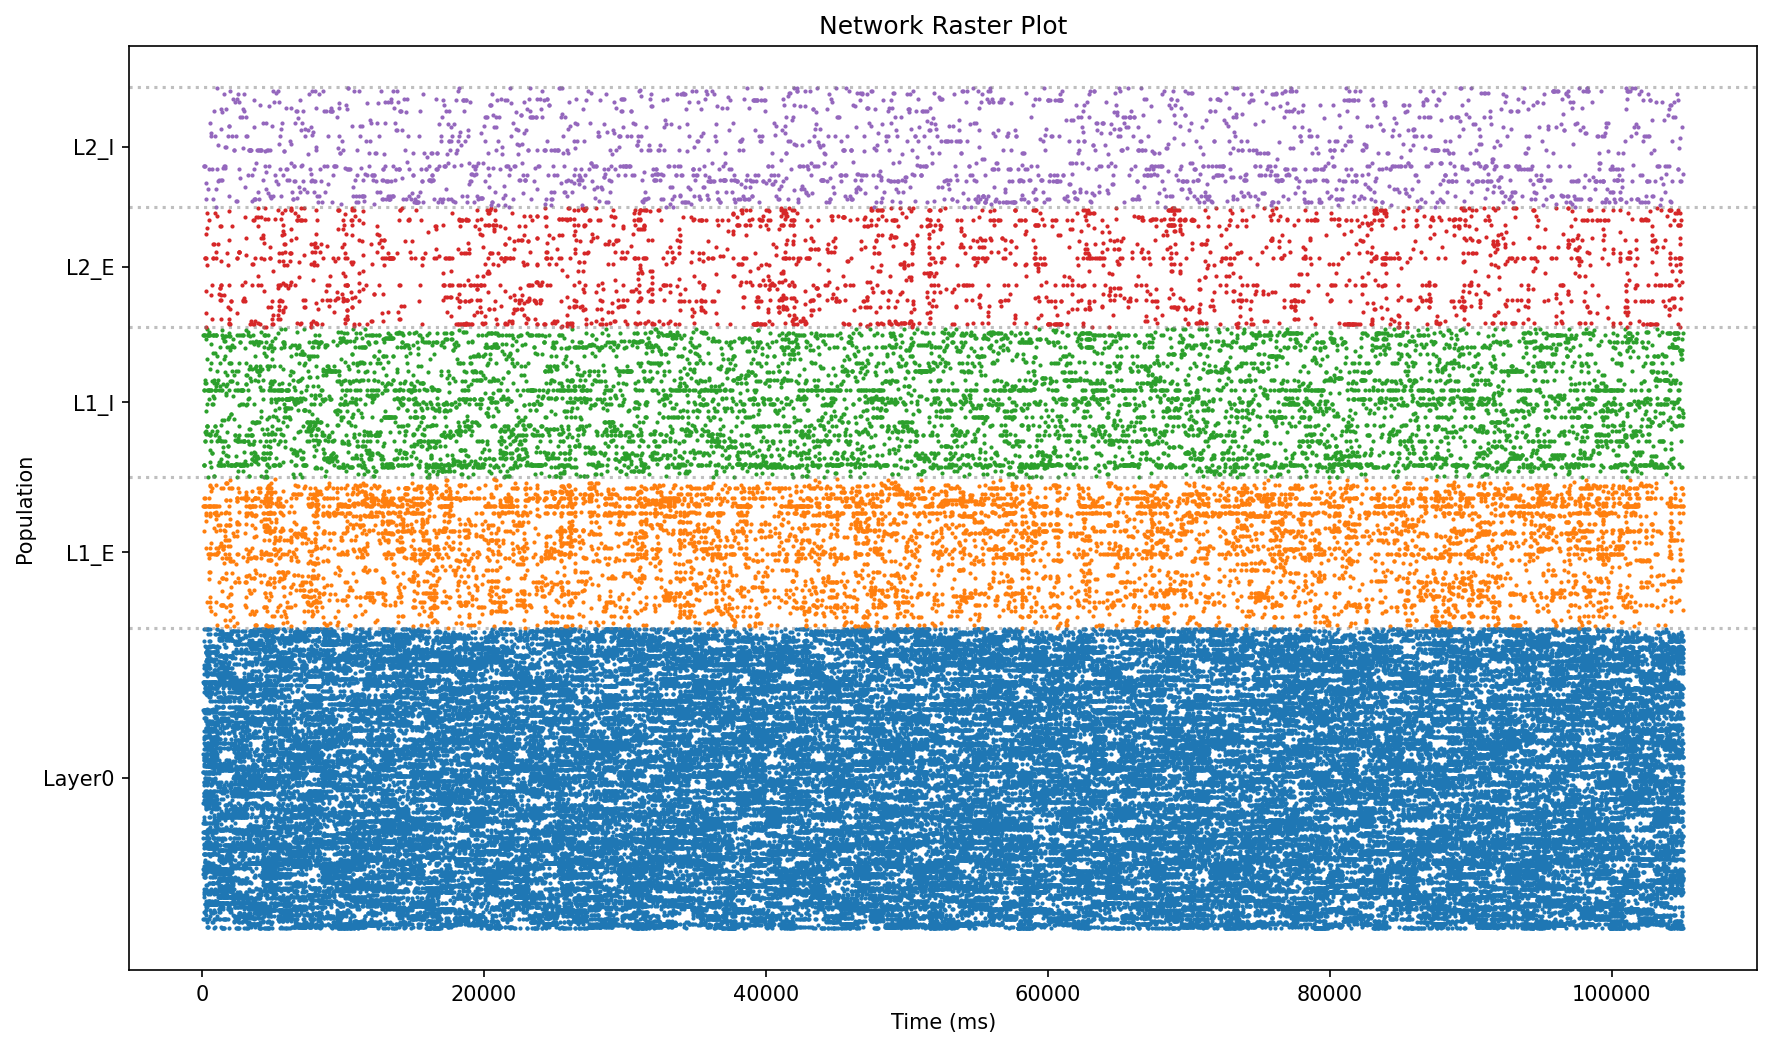 Network Raster Plot
L2_I
L2_E
L1_I
L1_E
Layer0
Population
0 20000 40000 60000 80000 100000
Time (ms)